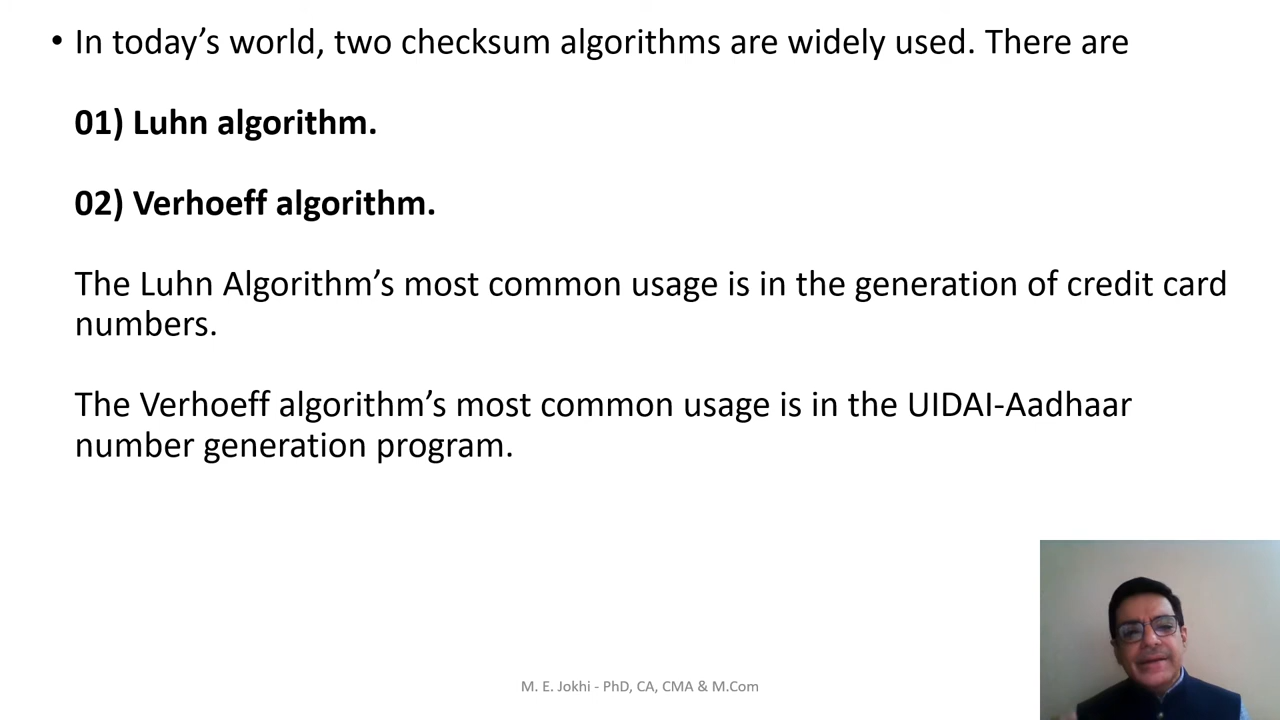 • In today’s world, two checksum algorithms are widely used. There are
01) Luhn algorithm.
02) Verhoeff algorithm.
The Luhn Algorithm’s most common usage is in the generation of credit card
numbers.
The Verhoeff algorithm’s most common usage is in the UIDAI-Aadhaar
number generation program.
M. E. Jokhi - PhD, CA, CMA & M.Com